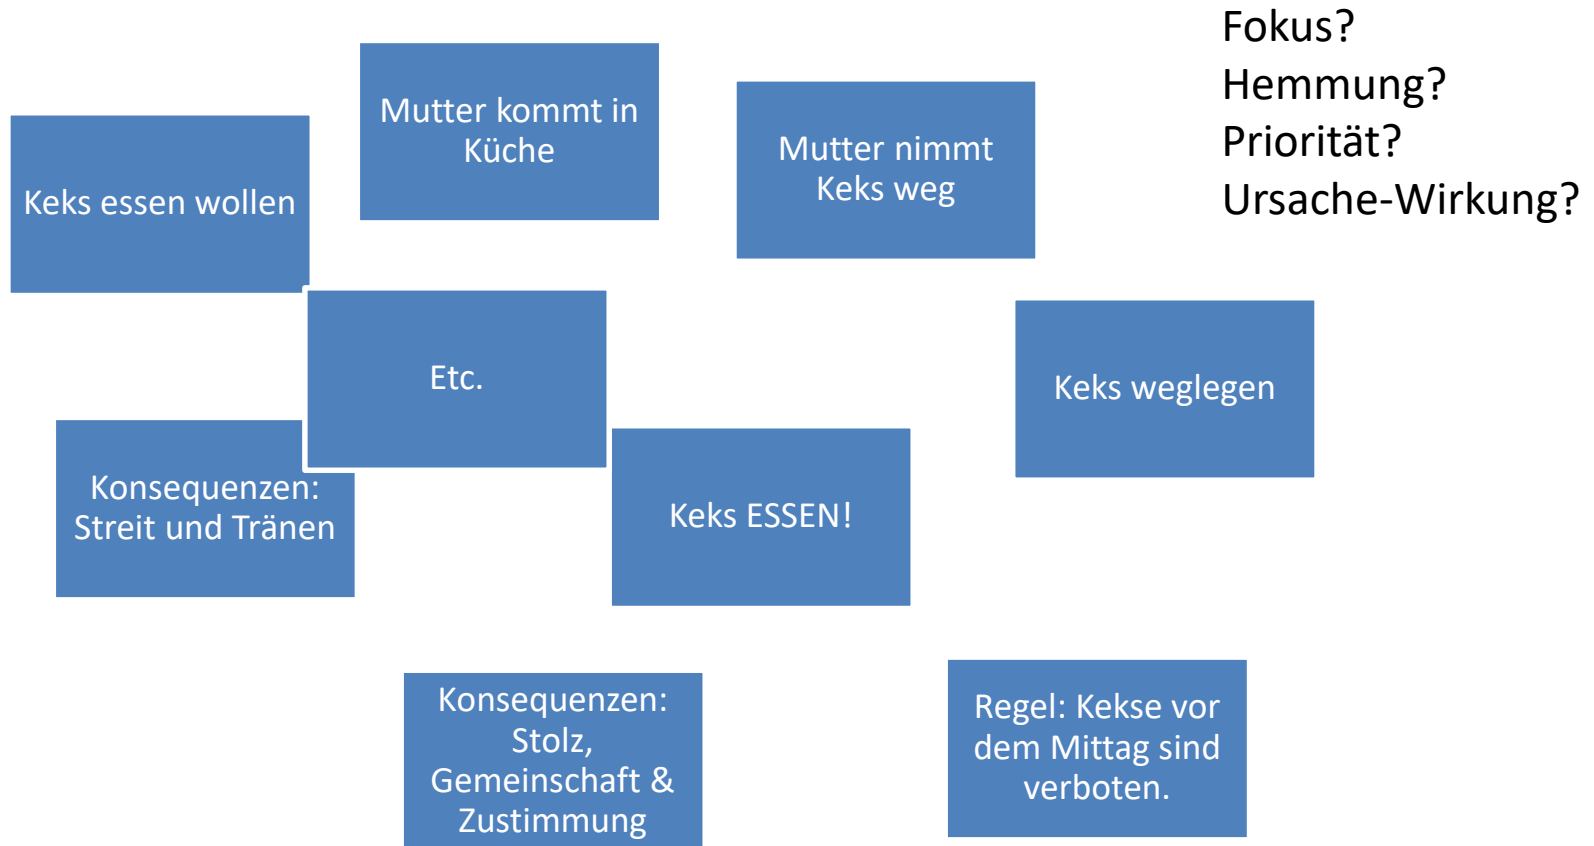 Fokus?
Hemmung?
Priorität?
Ursache-Wirkung?
Mutter kommt in
Küche
Mutter nimmt
Keks weg
Keks essen wollen
Etc.
Keks weglegen
Konsequenzen:
Streit und Tränen
Keks ESSEN!
Konsequenzen:
Stolz,
Gemeinschaft &
Zustimmung
Regel: Kekse vor
dem Mittag sind
verboten.